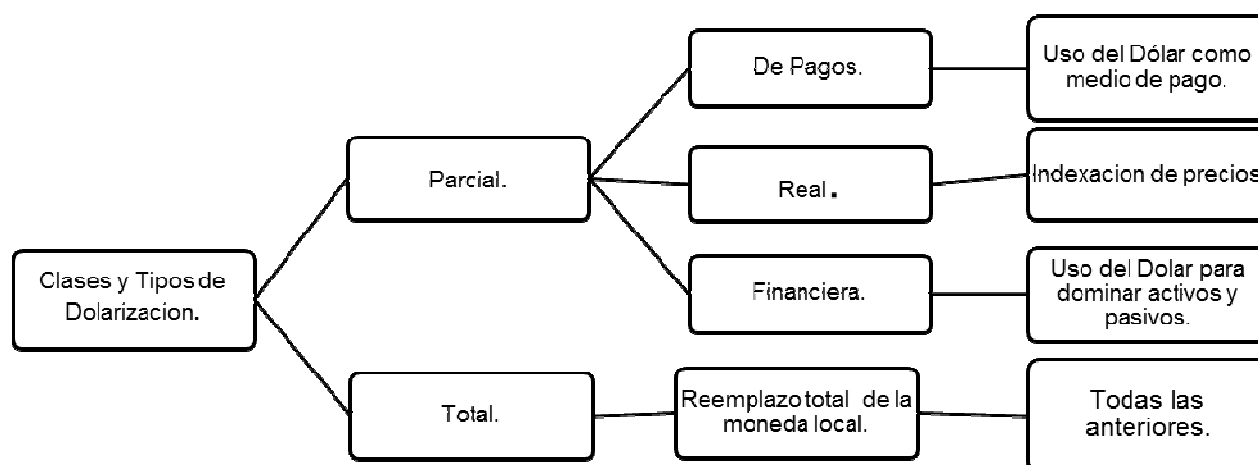 Clases y Tipos de
Dolarizacion.
Parcial.
De Pagos.
Uso del Dólar como
medio de pago.
Real.
Indexacion de precios
Financiera.
Uso del Dolar para
dominar activos y
pasivos.
Total.
Reemplazo total de la
moneda local.
Todas las
anteriores.